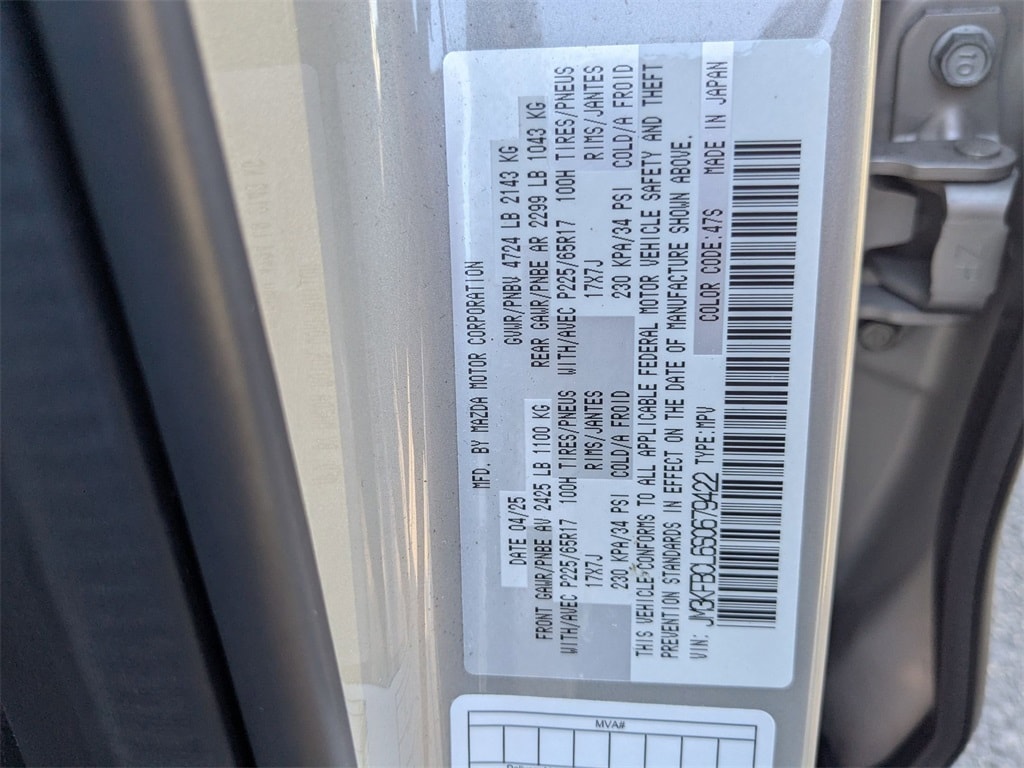 MFD. BY MAZDA MOTOR CORPORATION
DATE 04/25 GVWR/PNBV 4724 LB 2143 KG
FRONT GAWR/PNBE AV 2425 LB 1100 KG REAR GAWR/PNBE AR 2299 LB 1043 KG
WITH/AVEC P225/65R17 100H TIRES/PNEUS WITH/AVEC P225/65R17 100H TIRES/PNEUS
17X7J RIMS/JANTES 17X7J RIMS/JANTES
230 KPA/34 PSI COLD/A FROID 230 KPA/34 PSI COLD/A FROID
THIS VEHICLE CONFORMS TO ALL APPLICABLE FEDERAL MOTOR VEHICLE SAFETY AND THEFT
PREVENTION STANDARDS IN EFFECT ON THE DATE OF MANUFACTURE SHOWN ABOVE.
VIN: JM3KFBCL6S0679422 TYPE:MPV COLOR CODE:47S MADE IN JAPAN
MVA#
10